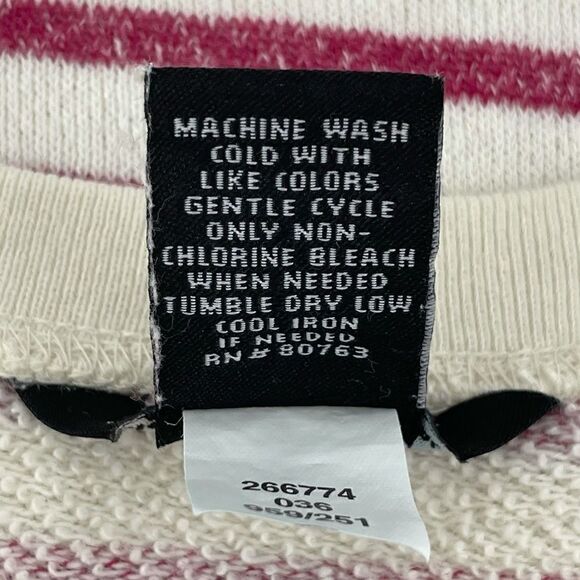 MACHINE WASH
COLD WITH
LIKE COLORS
GENTLE CYCLE
ONLY NON-
CHLORINE BLEACH
WHEN NEEDED
TUMBLE DRY LOW
COOL IRON
IF NEEDED
RN# 80763
266774
036
959/251